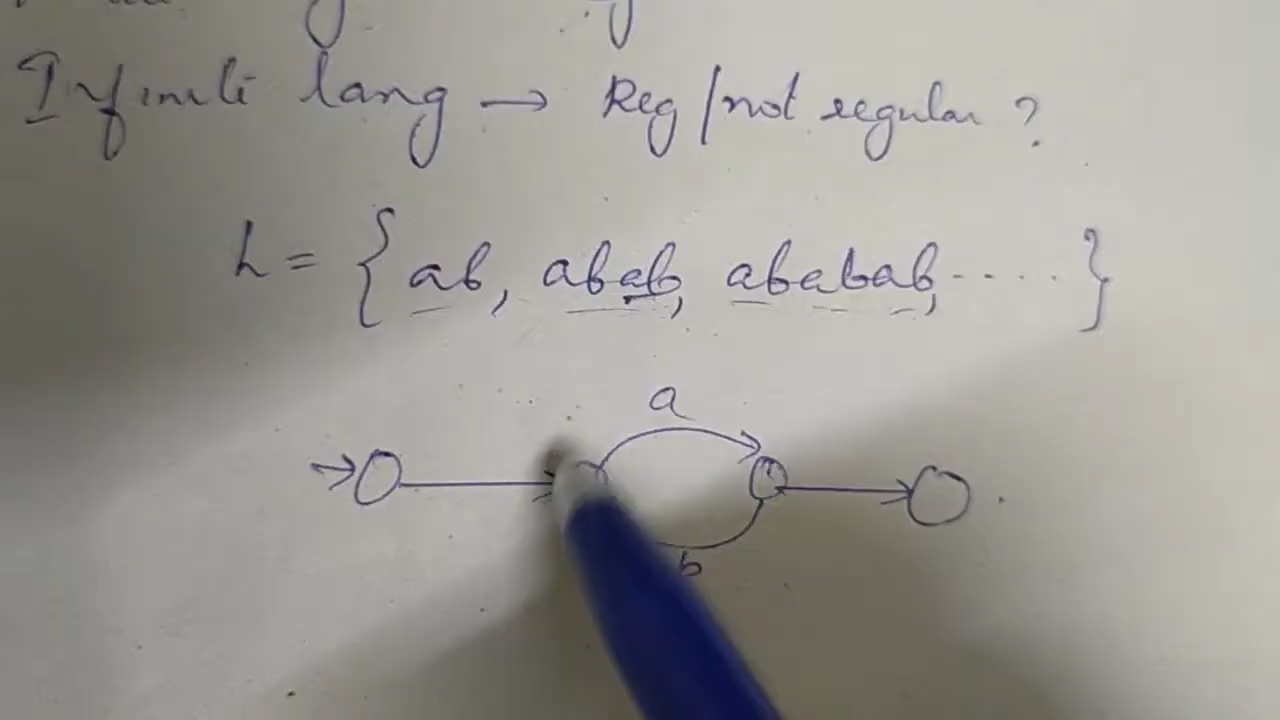 Infinite lang → Reg/not regular ?
L = { ab, abab, ababab, ..... }
a
b